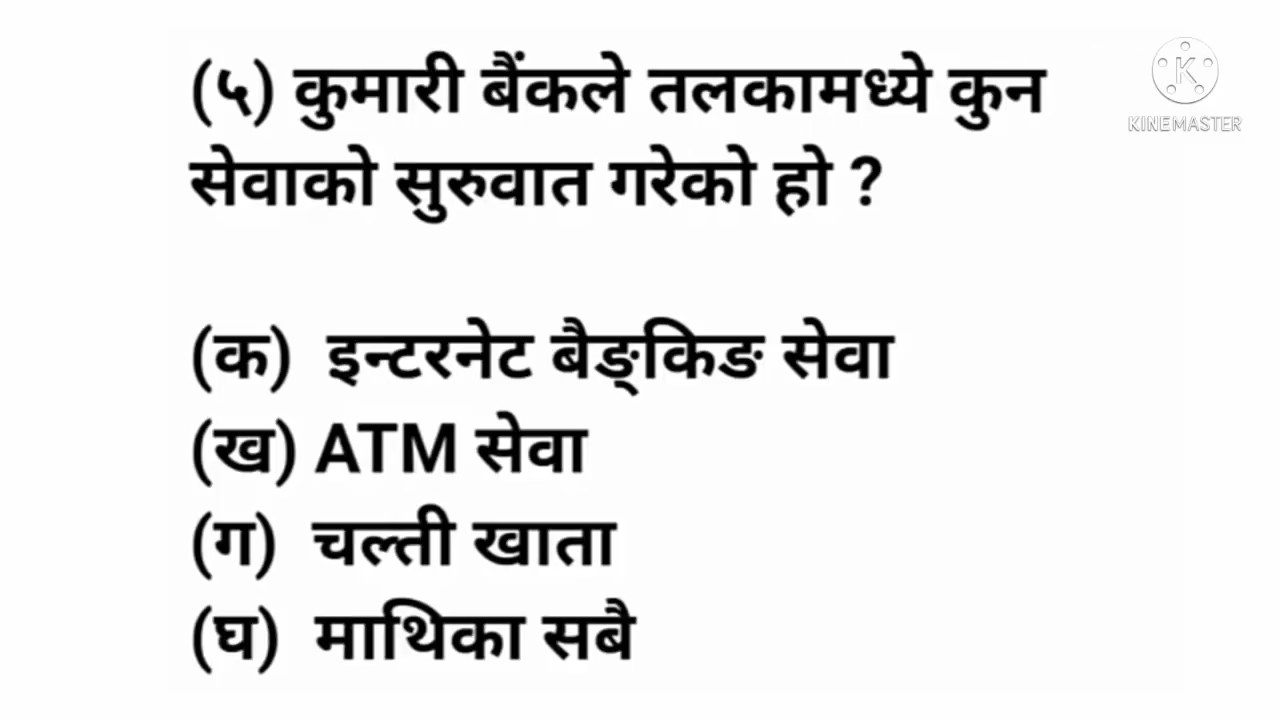 (५) कुमारी बैंकले तलकामध्ये कुन
सेवाको सुरुवात गरेको हो ?
(क) इन्टरनेट बैङ्किङ सेवा
(ख) ATM सेवा
(ग) चल्ती खाता
(घ) माथिका सबै
K
KINEMASTER